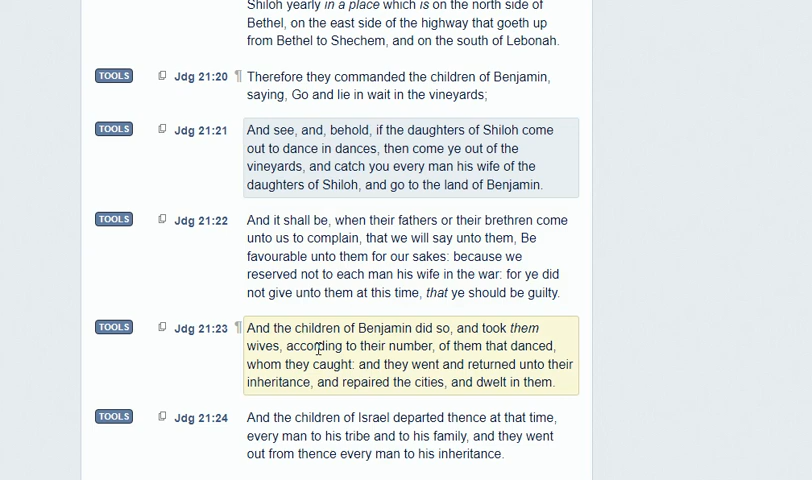 Shiloh yearly in a place which is on the north side of
Bethel, on the east side of the highway that goeth up
from Bethel to Shechem, and on the south of Lebonah.
TOOLS Jdg 21:20 ¶ Therefore they commanded the children of Benjamin,
saying, Go and lie in wait in the vineyards;
TOOLS Jdg 21:21 And see, and, behold, if the daughters of Shiloh come
out to dance in dances, then come ye out of the
vineyards, and catch you every man his wife of the
daughters of Shiloh, and go to the land of Benjamin.
TOOLS Jdg 21:22 And it shall be, when their fathers or their brethren come
unto us to complain, that we will say unto them, Be
favourable unto them for our sakes: because we
reserved not to each man his wife in the war: for ye did
not give unto them at this time, that ye should be guilty.
TOOLS Jdg 21:23 ¶ And the children of Benjamin did so, and took them
wives, according to their number, of them that danced,
whom they caught: and they went and returned unto their
inheritance, and repaired the cities, and dwelt in them.
TOOLS Jdg 21:24 And the children of Israel departed thence at that time,
every man to his tribe and to his family, and they went
out from thence every man to his inheritance.